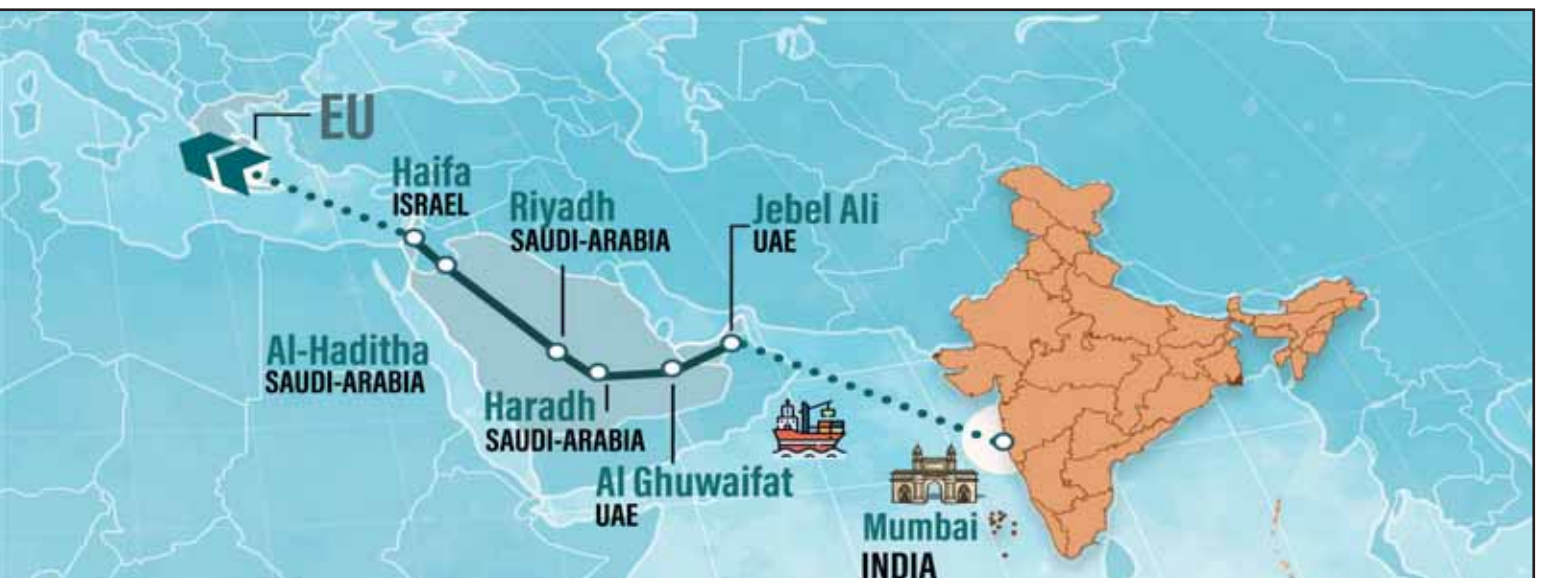 EU
Haifa
ISRAEL
Riyadh
SAUDI-ARABIA
Jebel Ali
UAE
Al-Haditha
SAUDI-ARABIA
Haradh
SAUDI-ARABIA
Al Ghuwaifat
UAE
Mumbai
INDIA